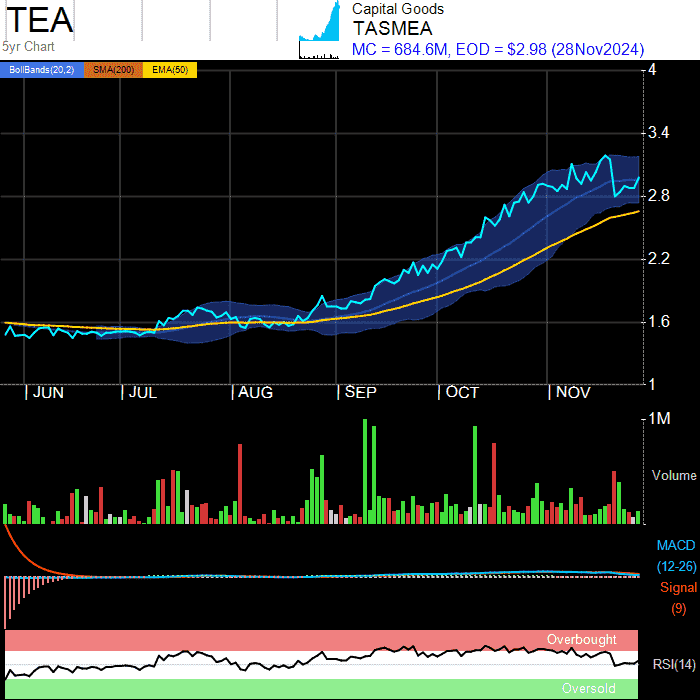 TEA
5yr Chart
Capital Goods
TASMEA
MC = 684.6M, EOD = $2.98 (28Nov2024)
BollBands(20,2) SMA(200) EMA(50)
4
3.4
2.8
2.2
1.6
1
JUN JUL AUG SEP OCT NOV
1M
Volume
MACD
(12-26)
Signal
(9)
Overbought
RSI(14)
Oversold